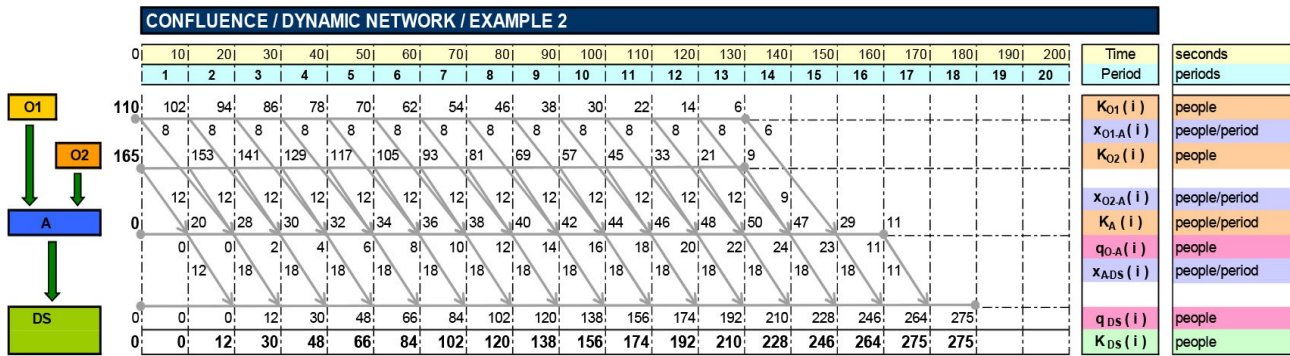 CONFLUENCE / DYNAMIC NETWORK / EXAMPLE 2
0 10 20 30 40 50 60 70 80 90 100 110 120 130 140 150 160 170 180 190 200 Time seconds
1 2 3 4 5 6 7 8 9 10 11 12 13 14 15 16 17 18 19 20 Period periods
O1 110 102 94 86 78 70 62 54 46 38 30 22 14 6 K O1 ( i ) people
8 8 8 8 8 8 8 8 8 8 8 8 8 6 x O1-A ( i ) people/period
O2 165 153 141 129 117 105 93 81 69 57 45 33 21 9 K O2 ( i ) people
12 12 12 12 12 12 12 12 12 12 12 12 12 9 x O2-A ( i ) people/period
A 0 20 28 30 32 34 36 38 40 42 44 46 48 50 47 29 11 K A ( i ) people/period
0 0 2 4 6 8 10 12 14 16 18 20 22 24 23 11 q O-A ( i ) people
12 18 18 18 18 18 18 18 18 18 18 18 18 18 18 11 x ADS ( i ) people/period
DS 0 0 0 12 30 48 66 84 102 120 138 156 174 192 210 228 246 264 275 q DS ( i ) people
0 0 12 30 48 66 84 102 120 138 156 174 192 210 228 246 264 275 275 K DS ( i ) people